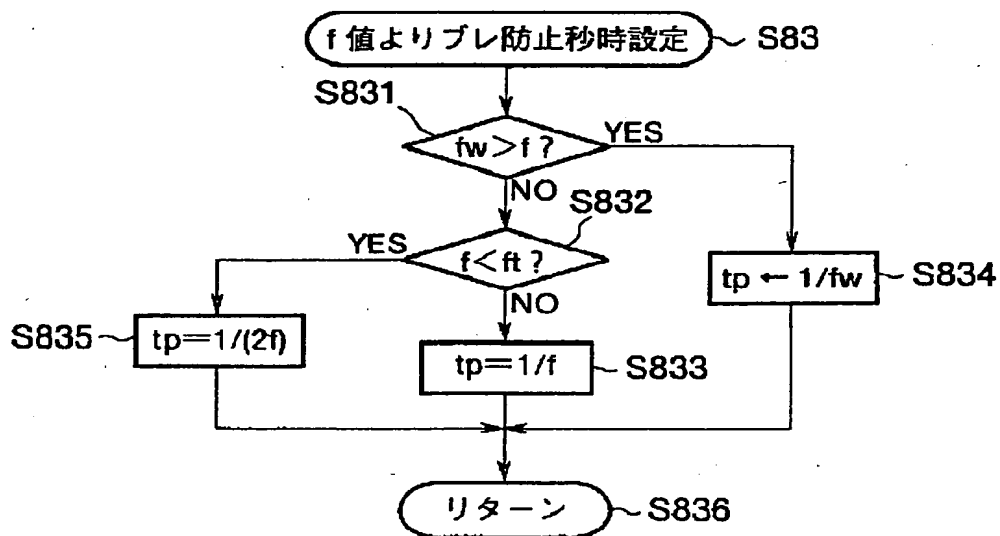 f 値よりブレ防止秒時設定
S83
S831
fw>f ?
YES
NO
S832
YES
f<ft ?
NO
tp ← 1/fw
S834
S835
tp=1/(2f)
tp=1/f
S833
リターン
S836